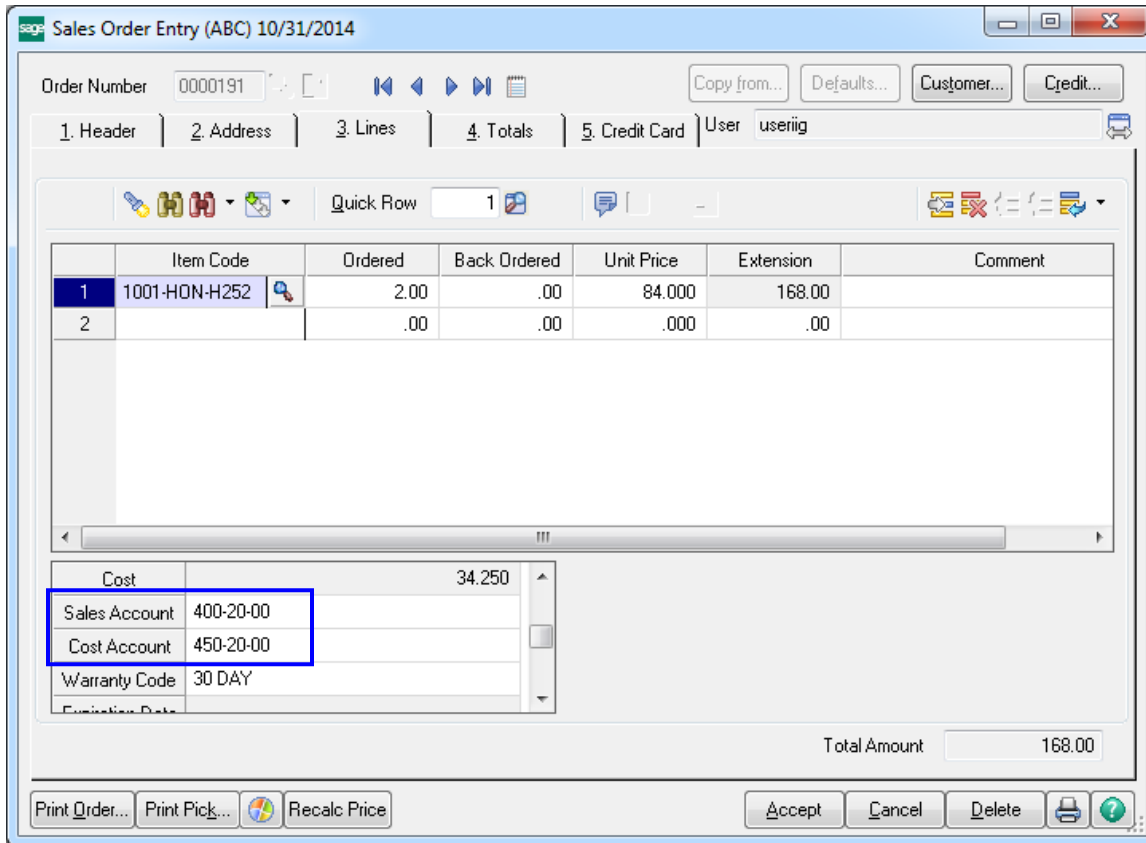 sage Sales Order Entry (ABC) 10/31/2014
Order Number 0000191 Copy from... Defaults... Customer... Credit...
1. Header 2. Address 3. Lines 4. Totals 5. Credit Card User useriig
Quick Row 1
Item Code Ordered Back Ordered Unit Price Extension Comment
1 1001-HON-H252 2.00 .00 84.000 168.00
2 .00 .00 .000 .00
Cost 34.250
Sales Account 400-20-00
Cost Account 450-20-00
Warranty Code 30 DAY
Expiration Date
Total Amount 168.00
Print Order... Print Pick... Recalc Price Accept Cancel Delete